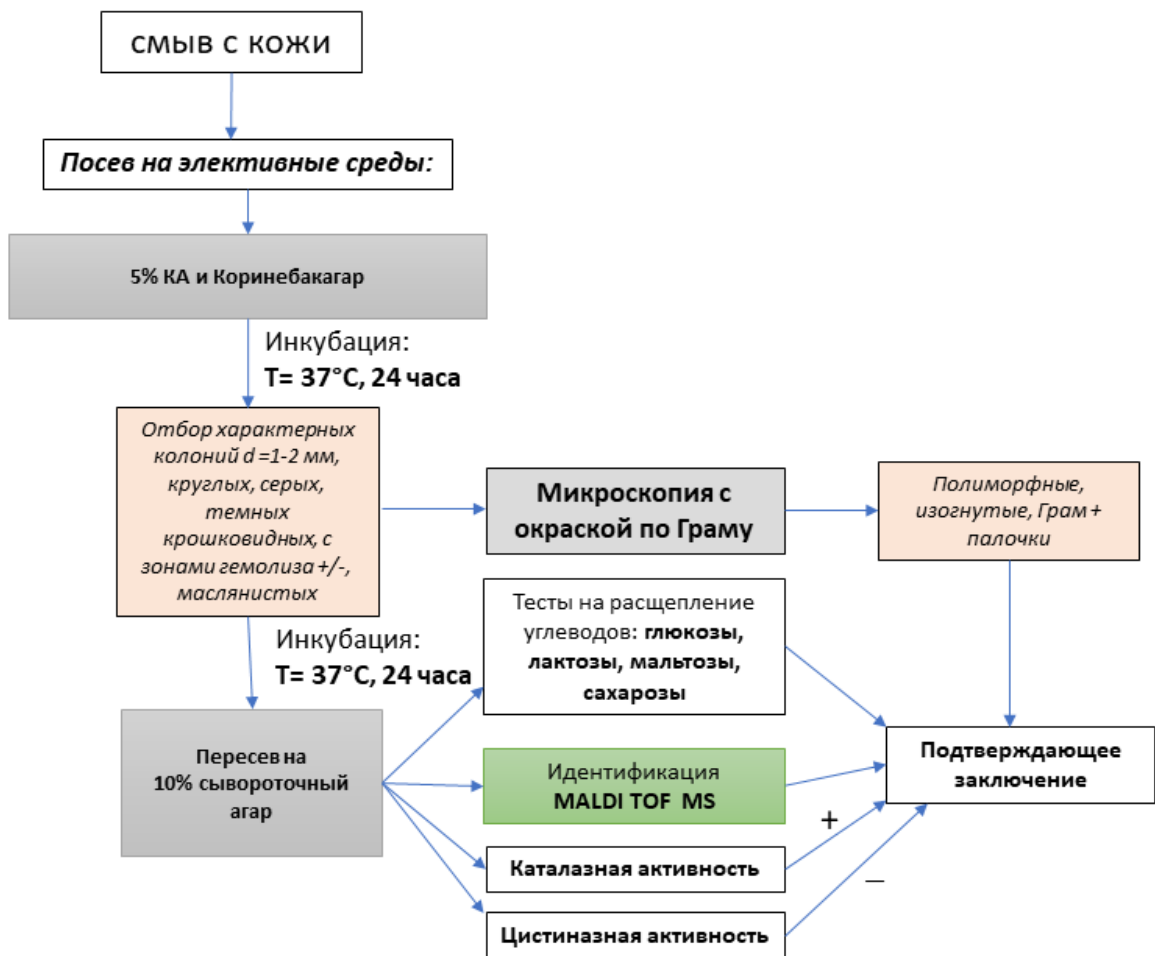 СМЫВ С КОЖИ
Посев на элективные среды:
5% КА и Коринебакагар
Инкубация:
T= 37°C, 24 часа
Отбор характерных
колоний d =1-2 мм,
круглых, серых,
темных
крошковидных, с
зонами гемолиза +/-,
маслянистых
Микроскопия с
окраской по Граму
Полиморфные,
изогнутые, Грам +
палочки
Инкубация:
T= 37°C, 24 часа
Тесты на расщепление
углеводов: глюкозы,
лактозы, мальтозы,
сахарозы
Пересев на
10% сывороточный
агар
Идентификация
MALDI TOF MS
Подтверждающее
заключение
+
Каталазная активность
–
Цистиназная активность